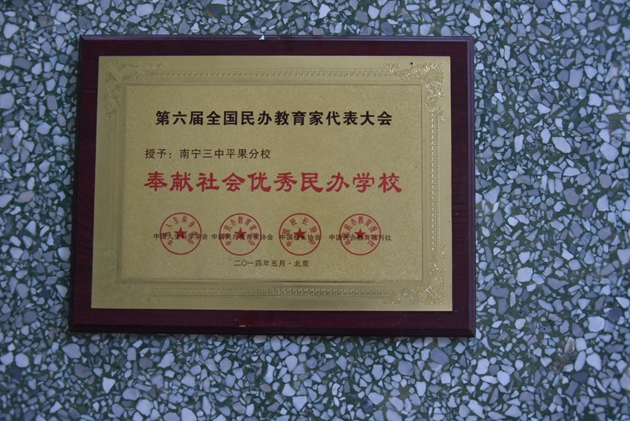 第六届全国民办教育家代表大会
授予：南宁三中平果分校
奉献社会优秀民办学校
二〇一四年五月·北京